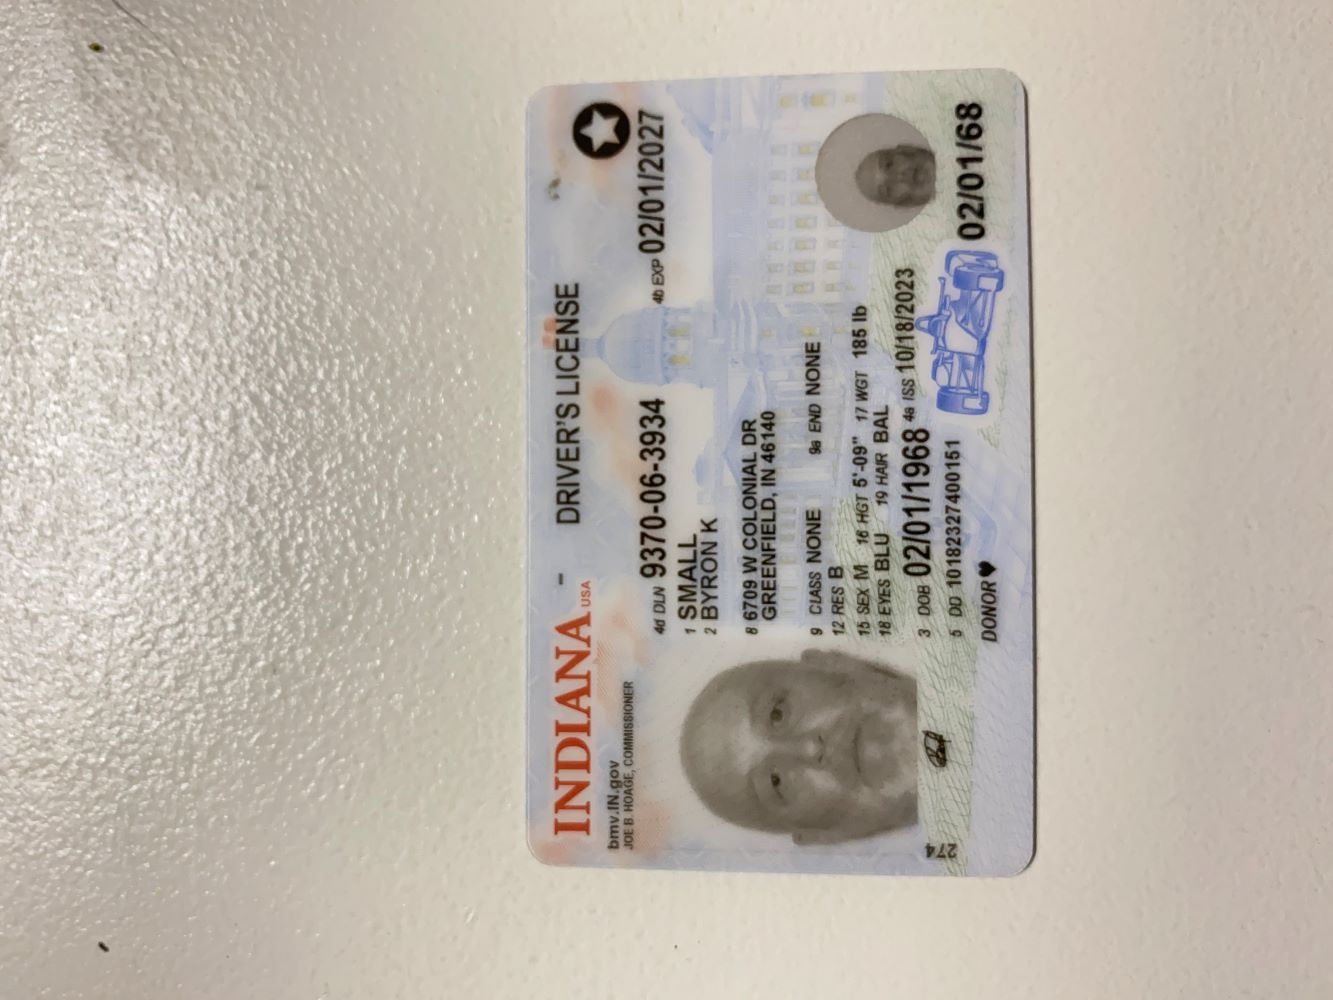 INDIANA USA
DRIVER'S LICENSE
bmv.IN.gov
JOE B. HOAGE, COMMISSIONER
4d DLN 9370-06-3934
4b EXP 02/01/2027
1 SMALL
2 BYRON K
8 6709 W COLONIAL DR
GREENFIELD, IN 46140
9 CLASS NONE 9a END NONE
12 RES B
15 SEX M 16 HGT 5'-09" 17 WGT 185 lb
18 EYES BLU 19 HAIR BAL
3 DOB 02/01/1968 4a ISS 10/18/2023
5 DD 10182327400151
DONOR
274
02/01/68